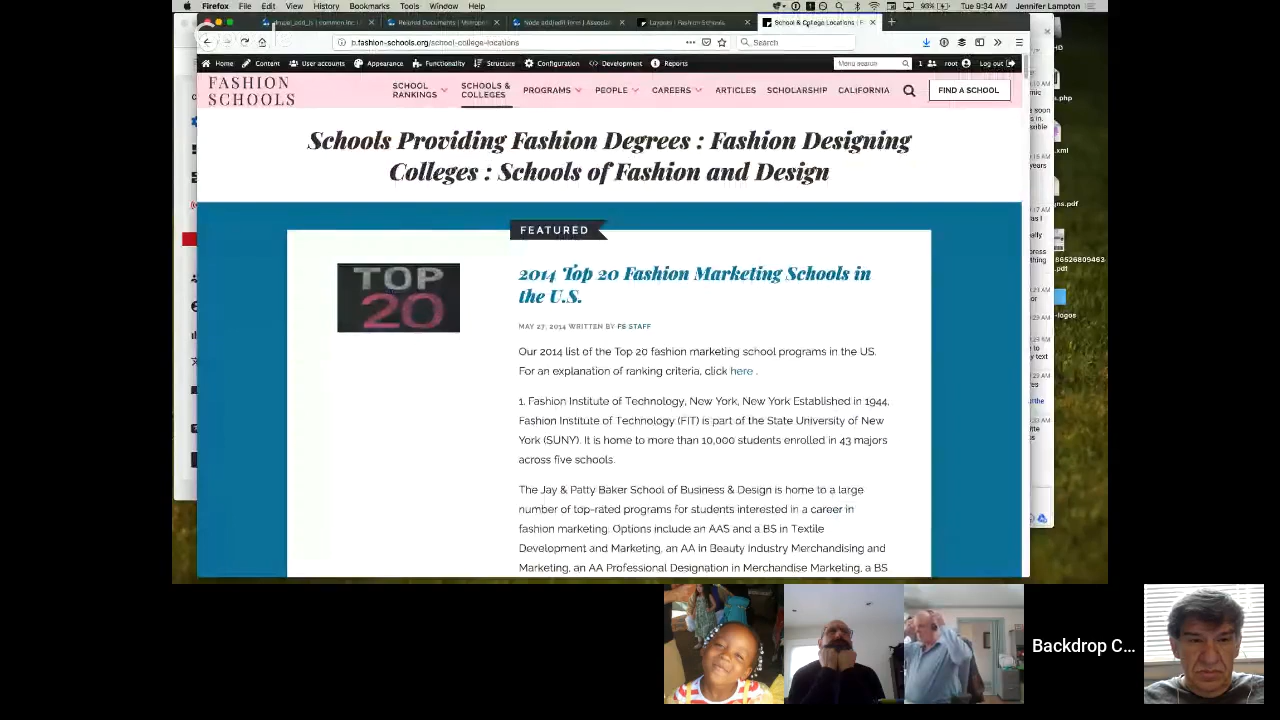 Firefox File Edit View History Bookmarks Tools Window Help
Tue 9:34 AM Jennifer Lampton
Layouts | Fashion Schools
School & College Locations | F
b.fashion-schools.org/school-college-locations
Search
Home Content User accounts Appearance Functionality Structure Configuration Development Reports
Menu search
1 root Log out
FASHION
SCHOOLS
SCHOOL
RANKINGS
SCHOOLS &
COLLEGES
PROGRAMS PEOPLE CAREERS ARTICLES SCHOLARSHIP CALIFORNIA
FIND A SCHOOL
Schools Providing Fashion Degrees : Fashion Designing
Colleges : Schools of Fashion and Design
FEATURED
TOP
20
2014 Top 20 Fashion Marketing Schools in
the U.S.
MAY 27, 2014 WRITTEN BY FS STAFF
Our 2014 list of the Top 20 fashion marketing school programs in the US.
For an explanation of ranking criteria, click here .
1. Fashion Institute of Technology, New York, New York Established in 1944,
Fashion Institute of Technology (FIT) is part of the State University of New
York (SUNY). It is home to more than 10,000 students enrolled in 43 majors
across five schools.
The Jay & Patty Baker School of Business & Design is home to a large
number of top-rated programs for students interested in a career in
fashion marketing. Options include an AAS and a BS in Textile
Development and Marketing, an AA in Beauty Industry Merchandising and
Marketing, an AA Professional Designation in Merchandise Marketing, a BS
Backdrop C...